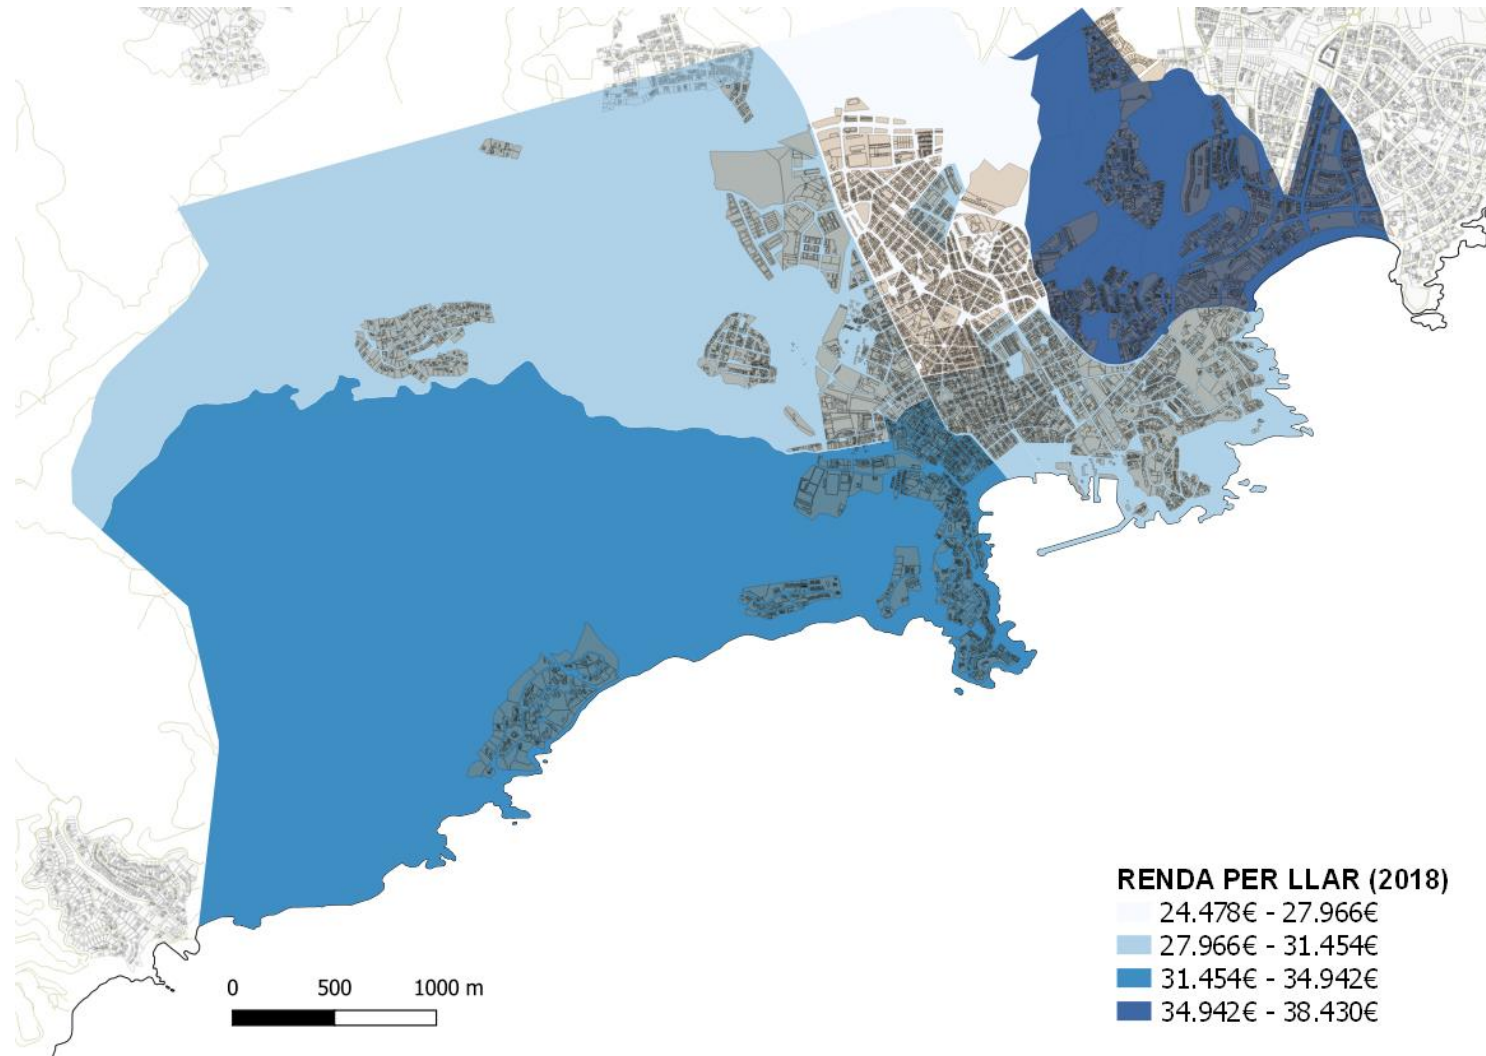 RENDA PER LLAR (2018)
24.478€ - 27.966€
27.966€ - 31.454€
31.454€ - 34.942€
34.942€ - 38.430€
0 500 1000 m